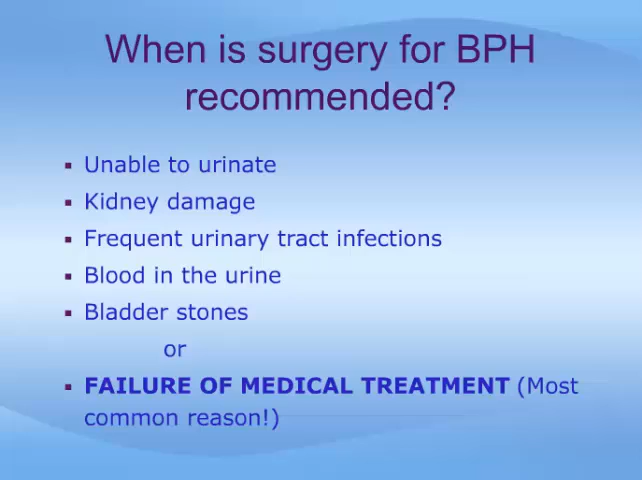 When is surgery for BPH
recommended?
▪ Unable to urinate
▪ Kidney damage
▪ Frequent urinary tract infections
▪ Blood in the urine
▪ Bladder stones
or
▪ FAILURE OF MEDICAL TREATMENT (Most
common reason!)